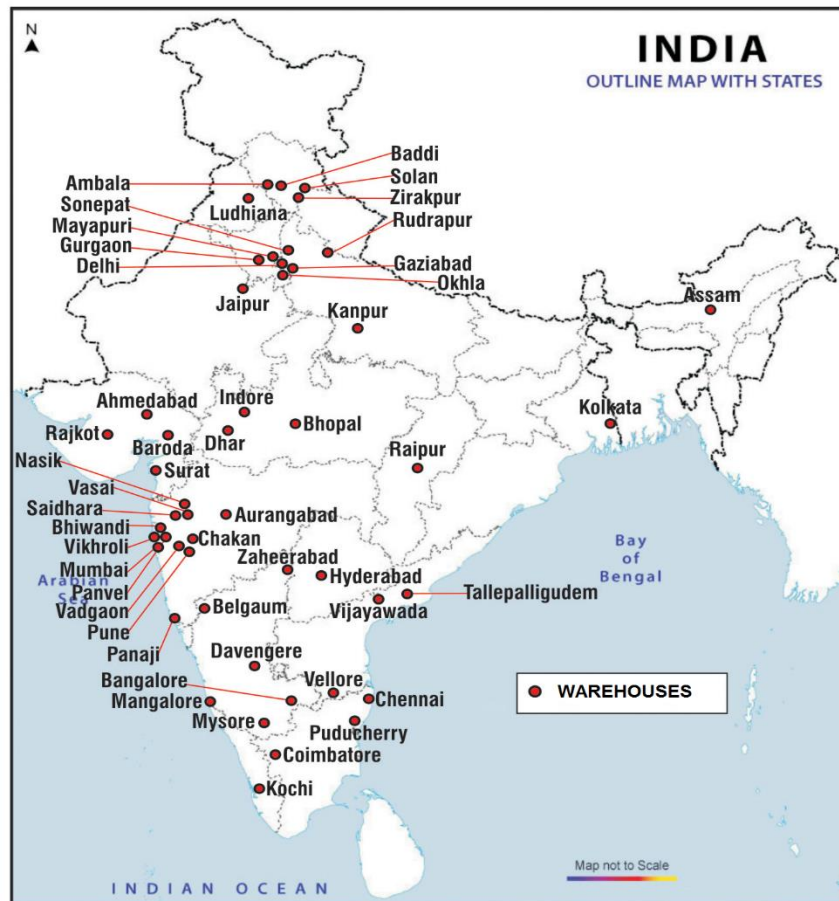 N
INDIA
OUTLINE MAP WITH STATES
Baddi
Ambala
Solan
Sonepat
Ludhiana
Zirakpur
Mayapuri
Rudrapur
Gurgaon
Delhi
Gaziabad
Okhla
Jaipur
Kanpur
Assam
Ahmedabad
Indore
Kolkata
Rajkot
Baroda
Dhar
Bhopal
Nasik
Surat
Raipur
Vasai
Saidhara
Aurangabad
Bhiwandi
Chakan
Vikhroli
Zaheerabad
Bay
of
Bengal
Mumbai
Hyderabad
Arabian
Sea
Panvel
Tallepalligudem
Vadgaon
Belgaum
Vijayawada
Pune
Panaji
Davengere
Bangalore
Vellore
WAREHOUSES
Mangalore
Chennai
Mysore
Puducherry
Coimbatore
Kochi
Map not to Scale
INDIAN OCEAN